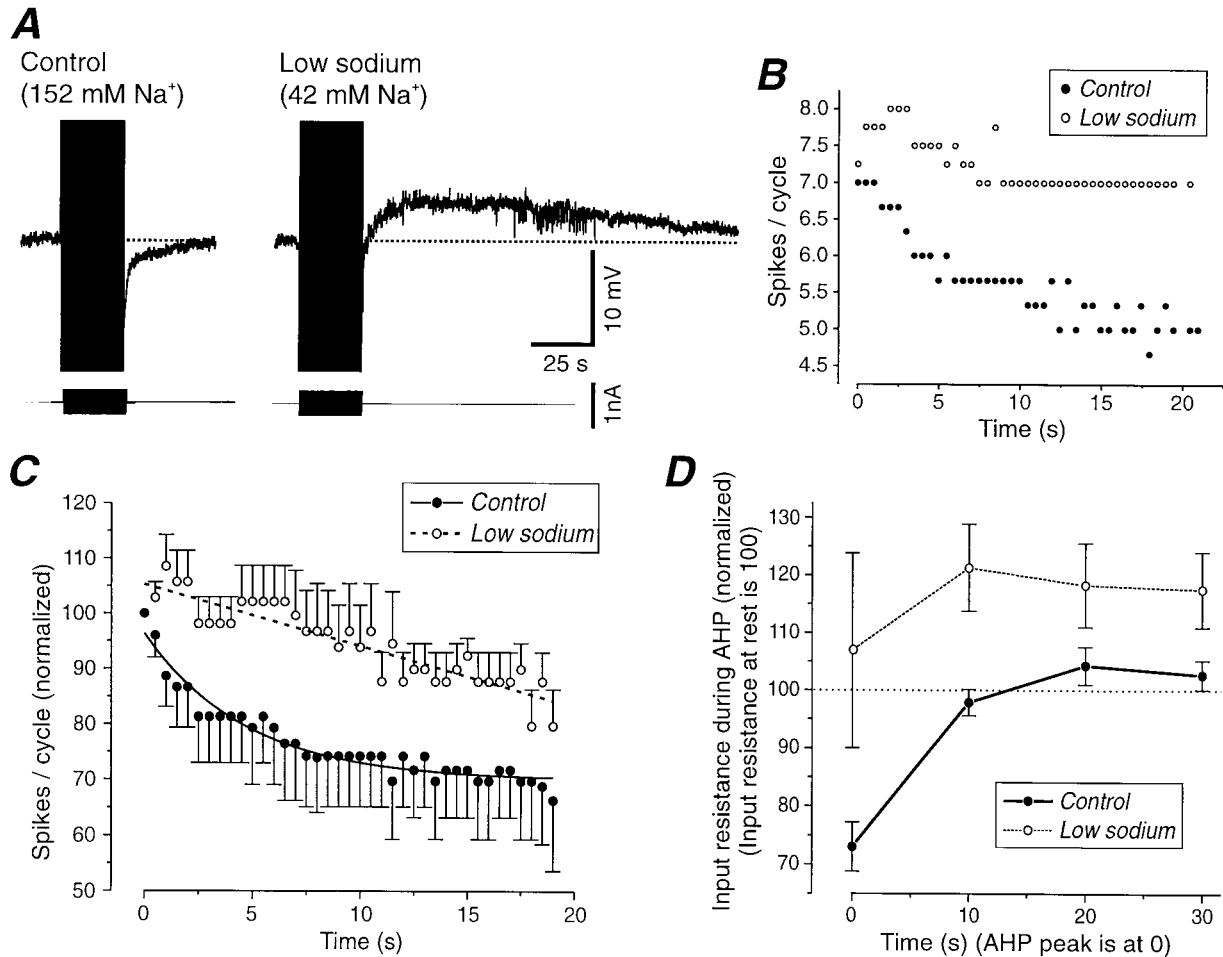 A
Control
(152 mM Na⁺)
Low sodium
(42 mM Na⁺)
10 mV
25 s
1nA
B
Control
Low sodium
8.0
7.5
7.0
6.5
6.0
5.5
5.0
4.5
Spikes / cycle
0
5
10
15
20
Time (s)
C
Control
Low sodium
120
110
100
90
80
70
60
50
Spikes / cycle (normalized)
0
5
10
15
20
Time (s)
D
130
120
110
100
90
80
70
Input resistance during AHP (normalized)
(Input resistance at rest is 100)
Control
Low sodium
0
10
20
30
Time (s) (AHP peak is at 0)